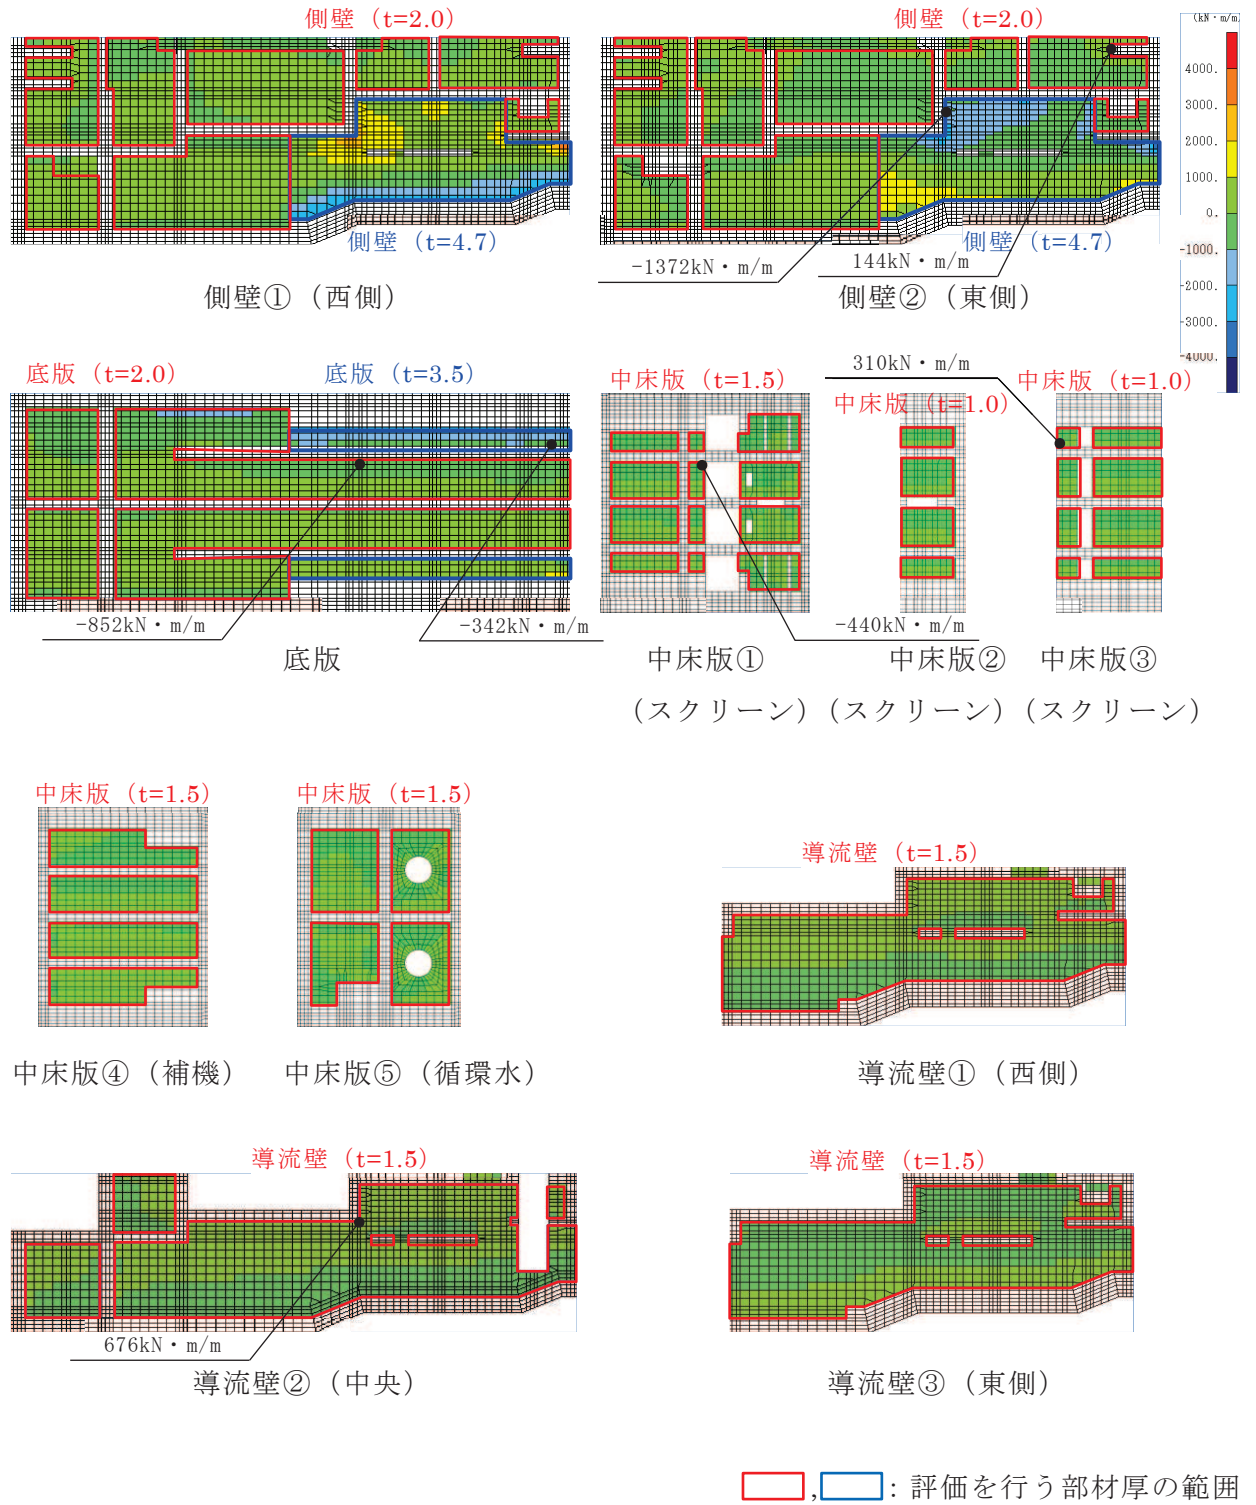 側壁（t=2.0）
側壁（t=2.0）
(kN・m/m)
4000.
3000.
2000.
1000.
0.
-1000.
-2000.
-3000.
-4000.
側壁（t=4.7）
側壁（t=4.7）
-1372kN・m/m
144kN・m/m
側壁①（西側）
側壁②（東側）
底版（t=2.0）
底版（t=3.5）
中床版（t=1.5）
310kN・m/m
中床版（t=1.0）
中床版（t=1.0）
-852kN・m/m
-342kN・m/m
-440kN・m/m
底版
中床版①
（スクリーン）
中床版②
（スクリーン）
中床版③
（スクリーン）
中床版（t=1.5）
中床版（t=1.5）
導流壁（t=1.5）
中床版④（補機）
中床版⑤（循環水）
導流壁①（西側）
導流壁（t=1.5）
導流壁（t=1.5）
676kN・m/m
導流壁②（中央）
導流壁③（東側）
,　：評価を行う部材厚の範囲